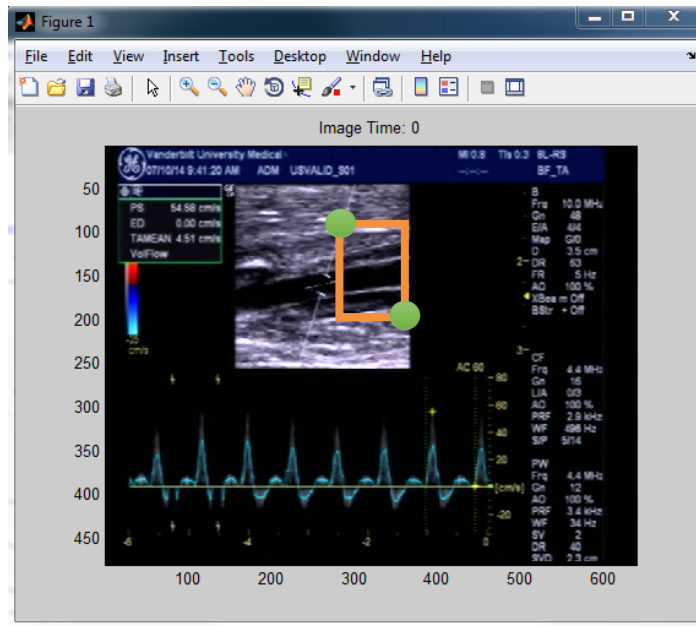 Figure 1
File Edit View Insert Tools Desktop Window Help
Image Time: 0
Vanderbilt University Medical MI 0.8 TIs 0.3 8L-RS
07/10/14 9:41:20 AM ADM USVALID_S01 BF_TA
PS 54.58 cm/s
ED 0.00 cm/s
TAMEAN 4.51 cm/s
VolFlow
B
Frq 10.0 MHz
Gn 48
E/A 4/4
Map G/0
D 3.5 cm
DR 63
FR 5 Hz
AO 100 %
XBeam Off
BStr + Off
2
3
-25
cm/s
AC 60
CF
Frq 4.4 MHz
Gn 16
L/A 0/3
AO 100 %
PRF 2.9 kHz
WF 496 Hz
S/P 5/14
PW
Frq 4.4 MHz
Gn 12
AO 100 %
PRF 3.4 kHz
WF 34 Hz
SV 2
DR 40
SVD 2.3 cm
80
60
40
20
[cm/s]
-20
-6
-4
-2
0
50
100
150
200
250
300
350
400
450
100 200 300 400 500 600